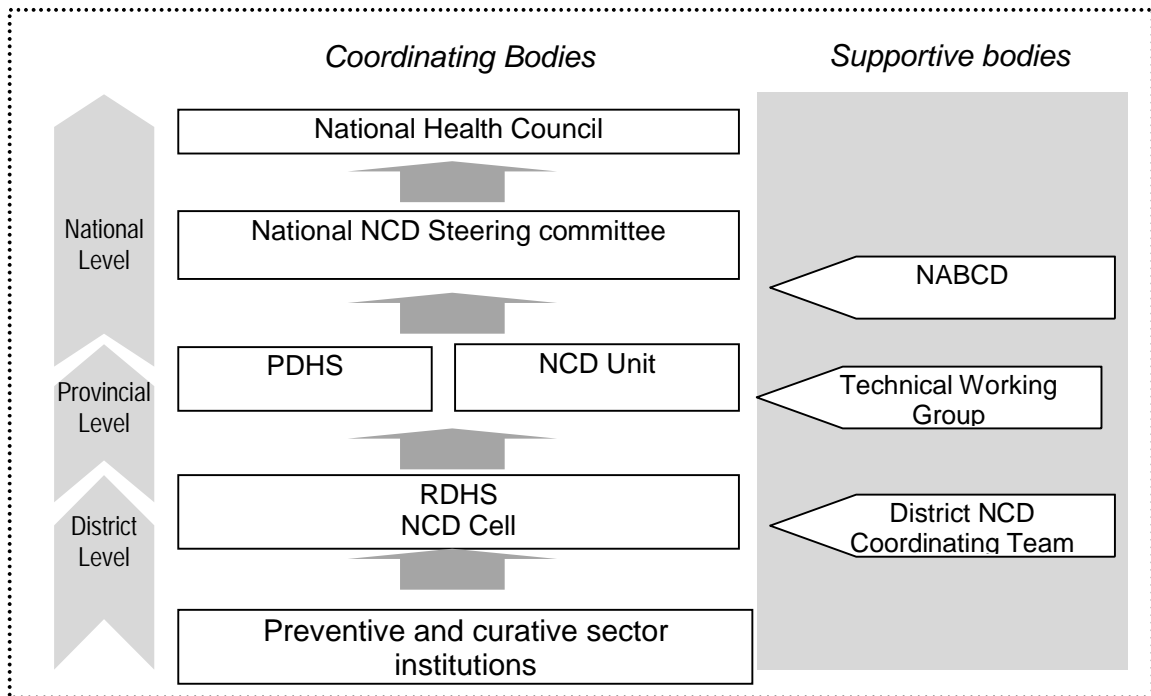 Coordinating Bodies
Supportive bodies
National Health Council
National
Level
National NCD Steering committee
NABCD
Provincial
Level
PDHS
NCD Unit
Technical Working
Group
District
Level
RDHS
NCD Cell
District NCD
Coordinating Team
Preventive and curative sector
institutions